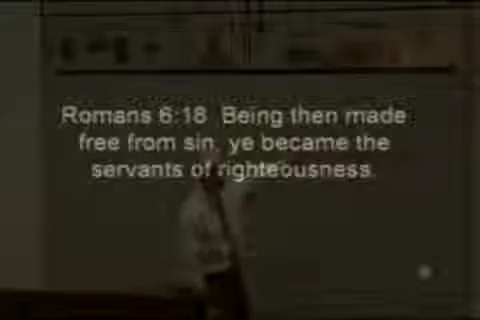 Romans 6:18 Being then made
free from sin, ye became the
servants of righteousness.